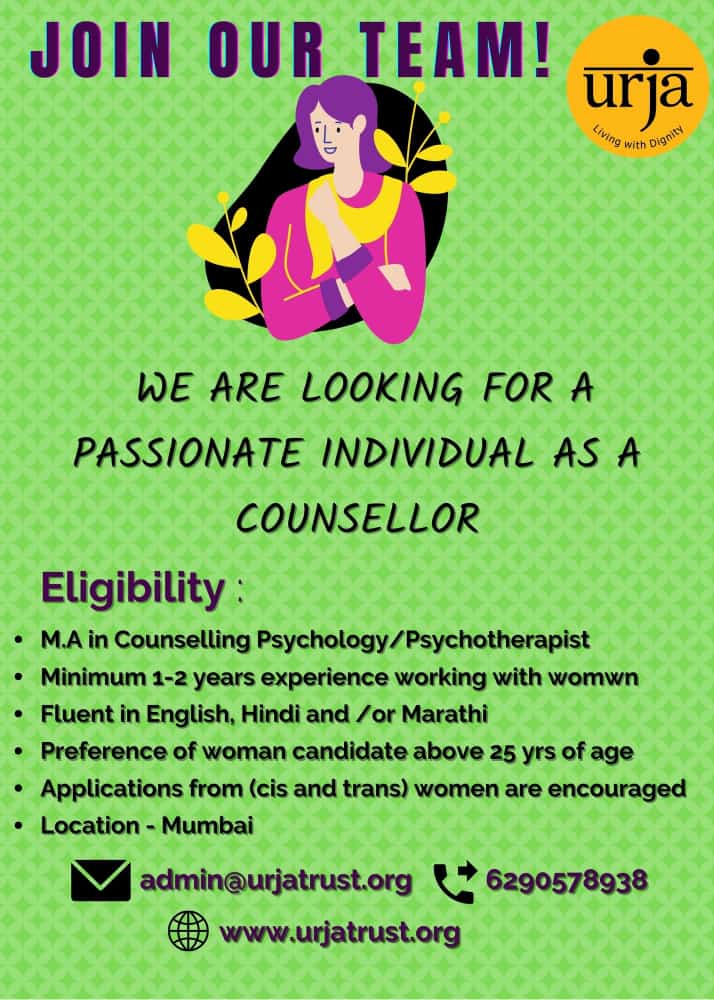 JOIN OUR TEAM!
urja
Living with Dignity
WE ARE LOOKING FOR A
PASSIONATE INDIVIDUAL AS A
COUNSELLOR
Eligibility :
• M.A in Counselling Psychology/Psychotherapist
• Minimum 1-2 years experience working with womwn
• Fluent in English, Hindi and /or Marathi
• Preference of woman candidate above 25 yrs of age
• Applications from (cis and trans) women are encouraged
• Location - Mumbai
admin@urjatrust.org 6290578938
www.urjatrust.org